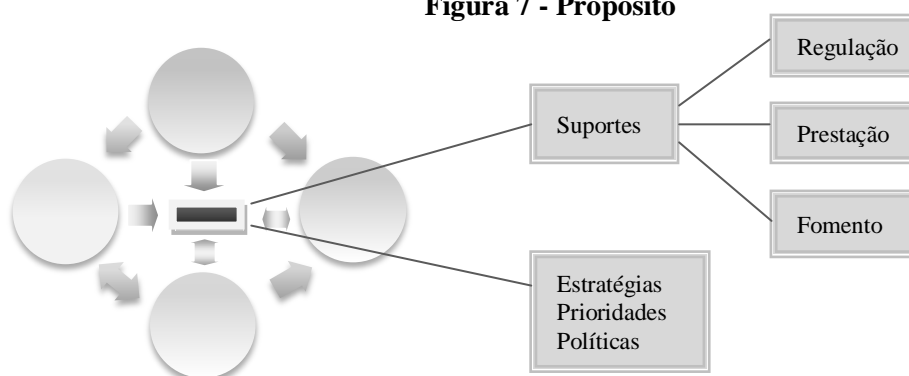 Figura 7 - Propósito
Regulação
Suportes
Prestação
Fomento
Estratégias
Prioridades
Políticas